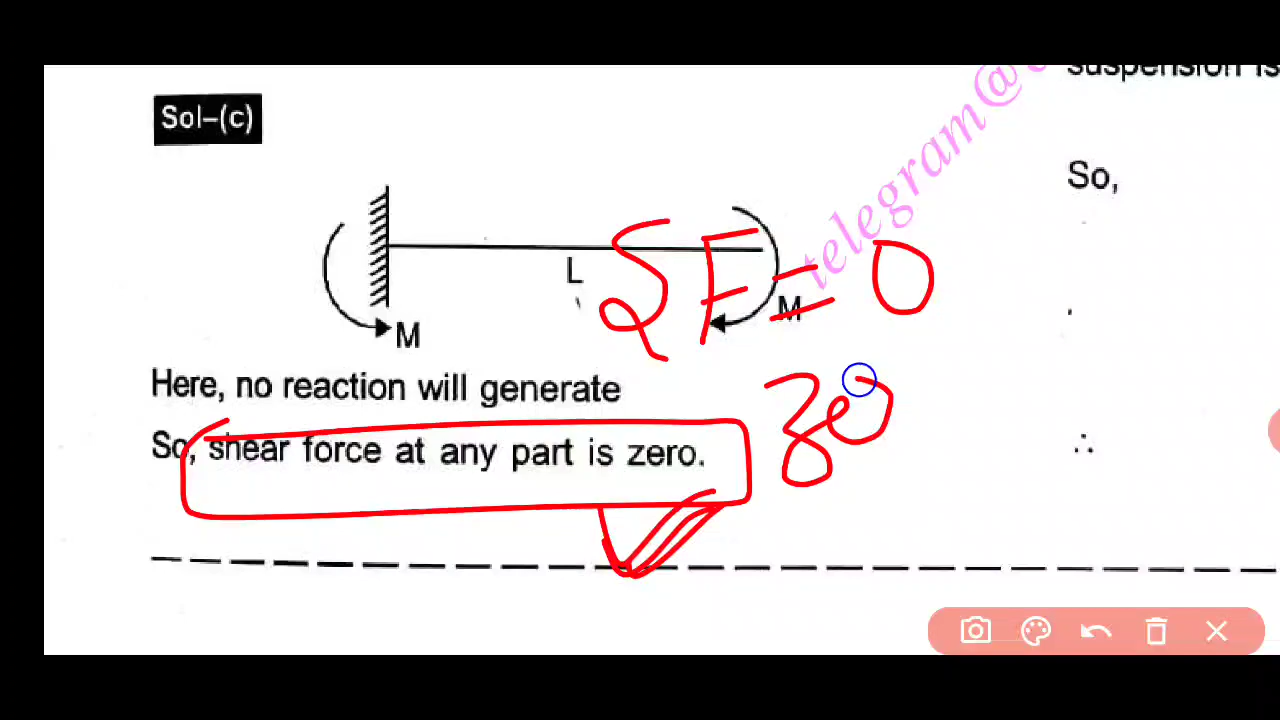 suspension is
Sol–(c)
telegram@
So,
L
M
M
SF = 0
Here, no reaction will generate
So, shear force at any part is zero.
∴